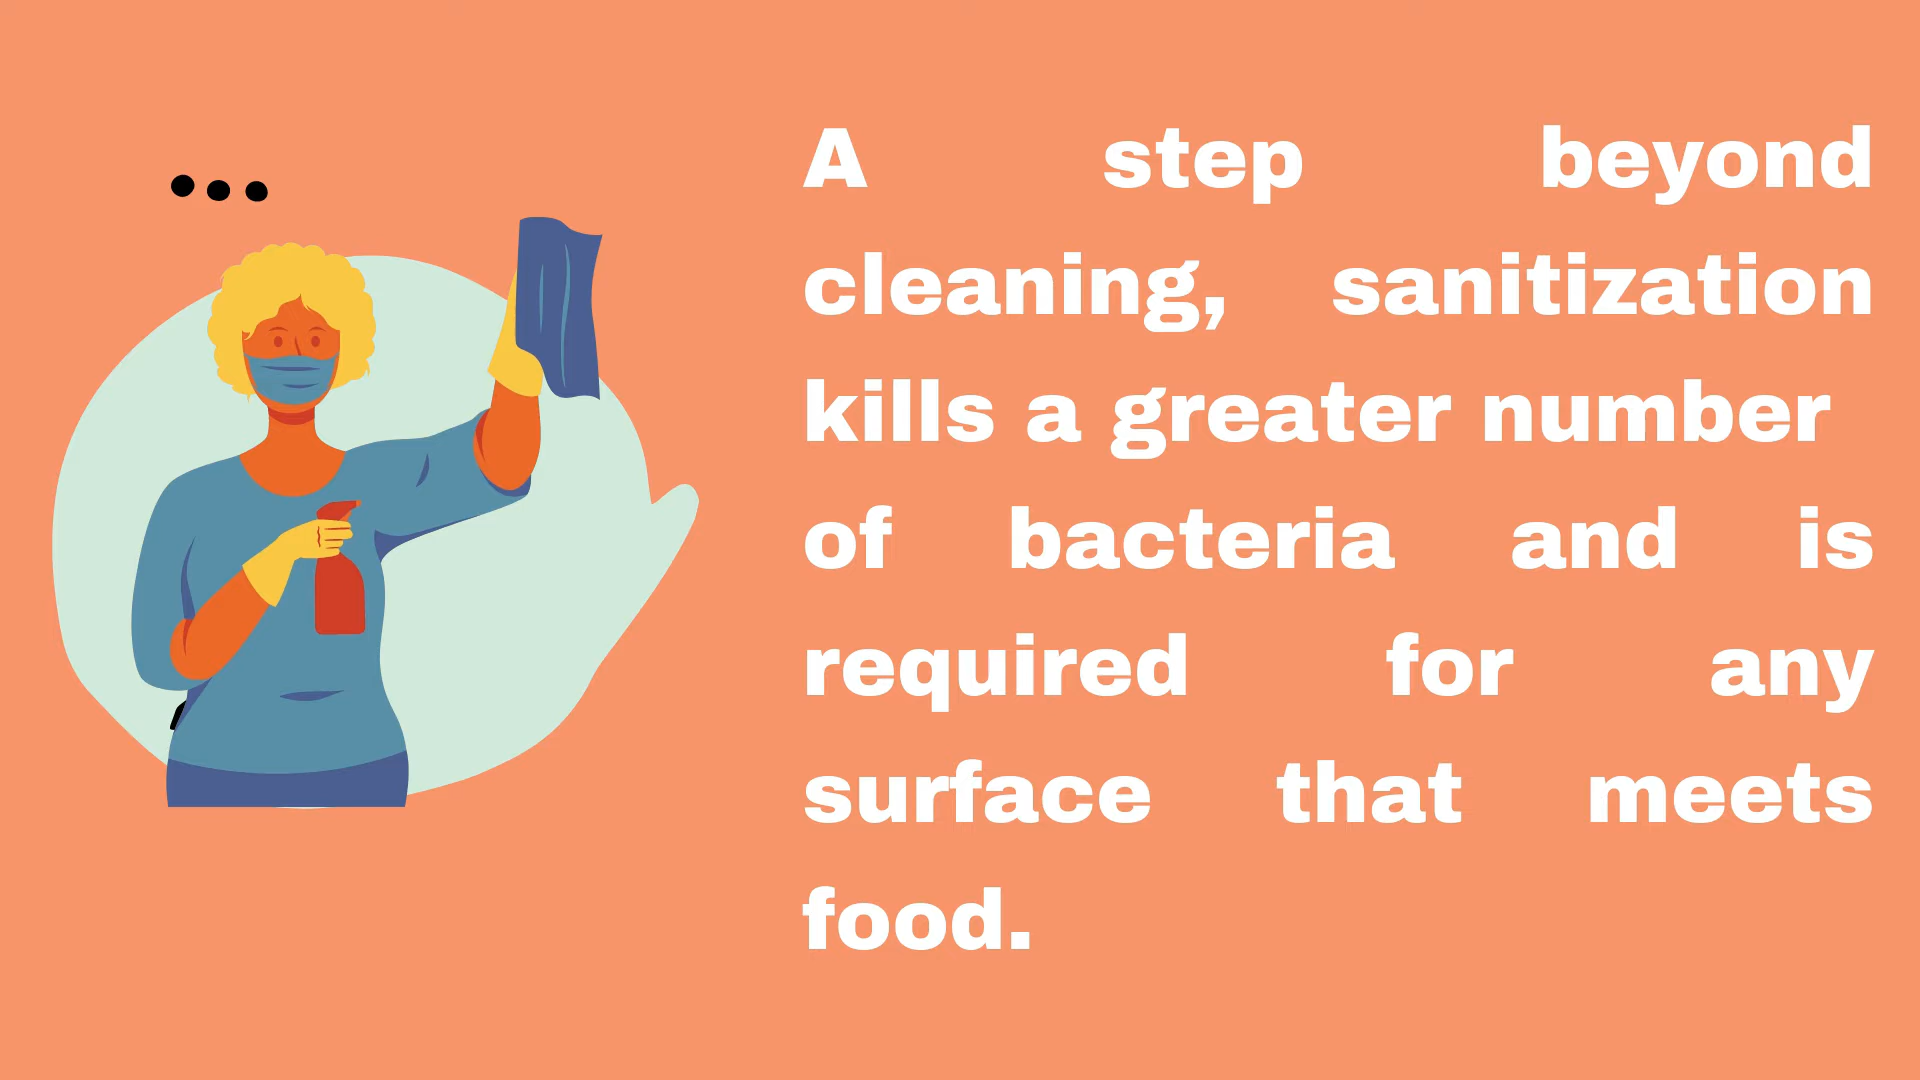 A step beyond
cleaning, sanitization
kills a greater number
of bacteria and is
required for any
surface that meets
food.